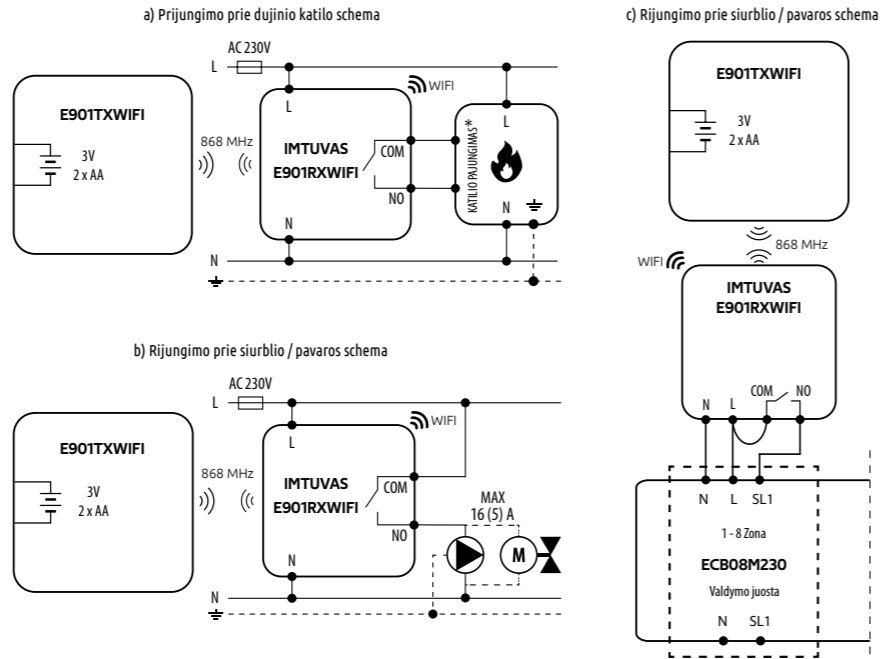 a) Prijungimo prie dujinio katilo schema
AC 230V
L
WIFI
E901TXWIFI
3V
2 x AA
868 MHz
L
IMTUVAS
E901RXWIFI
COM
NO
N
KATILIO PAJUNGIMAS*
L
N
N
b) Rijungimo prie siurblio / pavaros schema
AC 230V
L
WIFI
E901TXWIFI
3V
2 x AA
868 MHz
L
IMTUVAS
E901RXWIFI
COM
NO
N
MAX
16 (5) A
M
N
c) Rijungimo prie siurblio / pavaros schema
E901TXWIFI
3V
2 x AA
868 MHz
WIFI
IMTUVAS
E901RXWIFI
COM NO
N L
N L SL1
1 - 8 Zona
ECB08M230
Valdymo juosta
N SL1